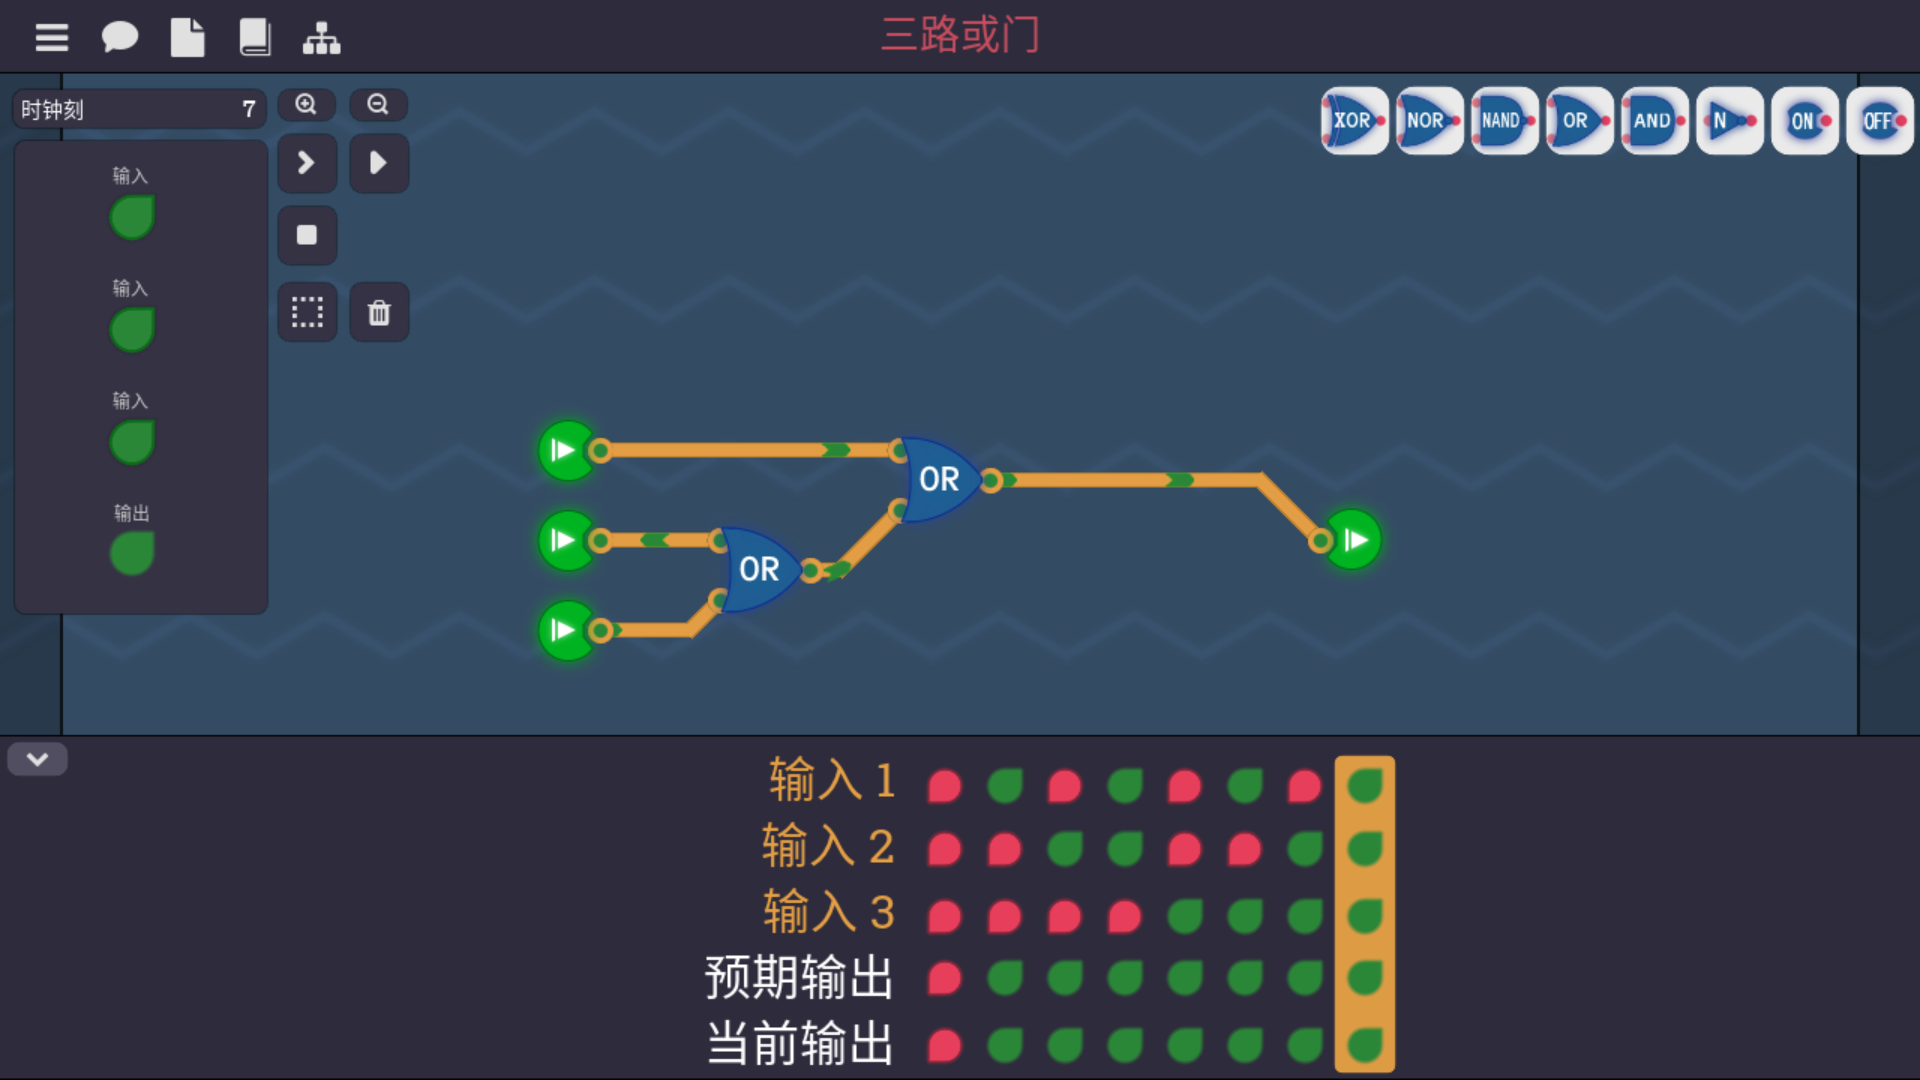 三路或门
时钟刻 7
XOR NOR NAND OR AND N ON OFF
输入
输入
输入
输出
OR
OR
输入 1
输入 2
输入 3
预期输出
当前输出